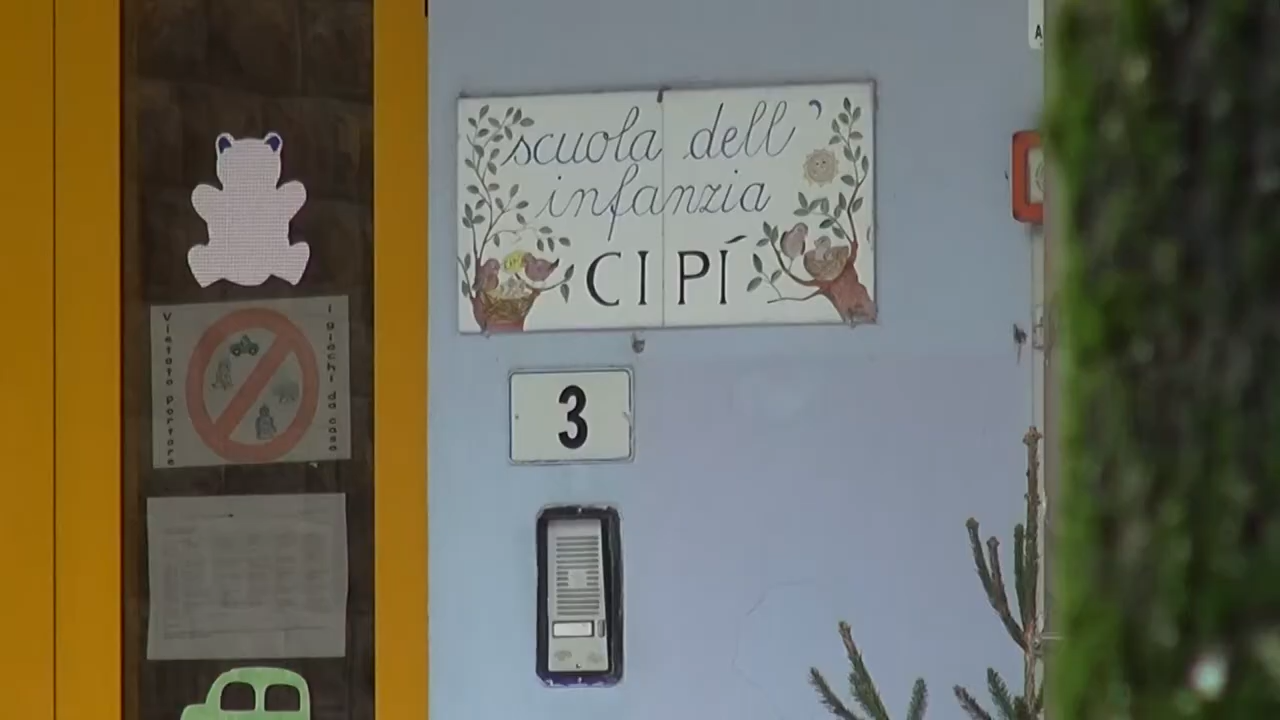 scuola dell'
infanzia
CIPÍ
3
Vietato portare
i giochi da casa
A